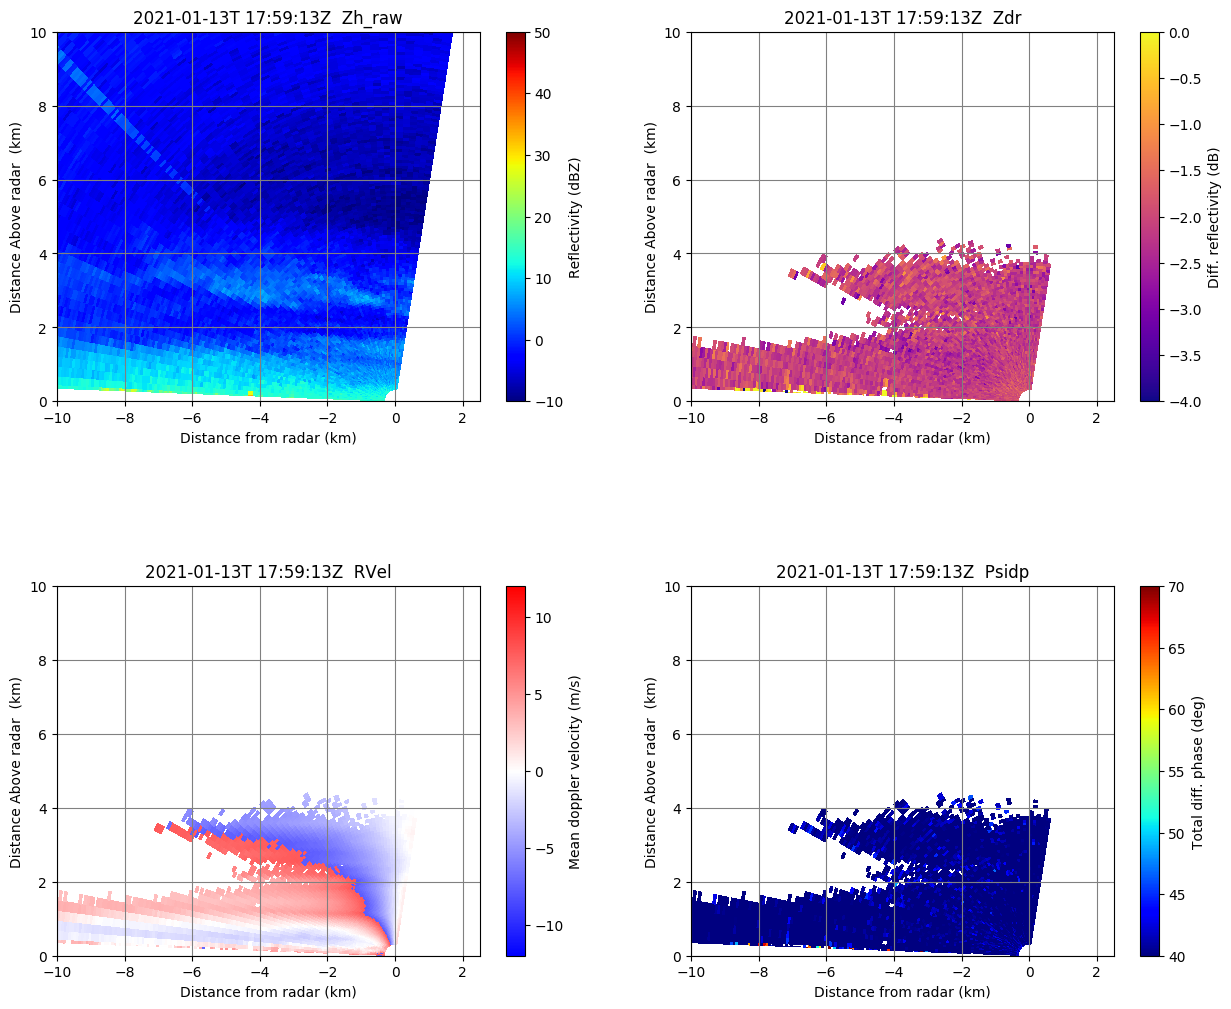 2021-01-13T 17:59:13Z  Zh_raw
10
8
6
4
2
0
Distance Above radar  (km)
−10 −8 −6 −4 −2 0 2
Distance from radar (km)
50
40
30
20
10
0
−10
Reflectivity (dBZ)
2021-01-13T 17:59:13Z  Zdr
10
8
6
4
2
0
Distance Above radar  (km)
−10 −8 −6 −4 −2 0 2
Distance from radar (km)
0.0
−0.5
−1.0
−1.5
−2.0
−2.5
−3.0
−3.5
−4.0
Diff. reflectivity (dB)
2021-01-13T 17:59:13Z  RVel
10
8
6
4
2
0
Distance Above radar  (km)
−10 −8 −6 −4 −2 0 2
Distance from radar (km)
10
5
0
−5
−10
Mean doppler velocity (m/s)
2021-01-13T 17:59:13Z  Psidp
10
8
6
4
2
0
Distance Above radar  (km)
−10 −8 −6 −4 −2 0 2
Distance from radar (km)
70
65
60
55
50
45
40
Total diff. phase (deg)